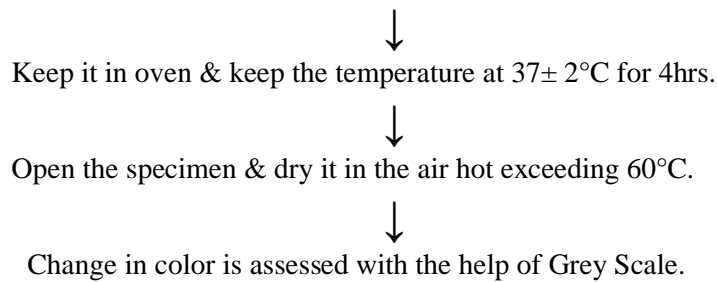 Keep it in oven & keep the temperature at 37± 2°C for 4hrs.
Open the specimen & dry it in the air hot exceeding 60°C.
Change in color is assessed with the help of Grey Scale.